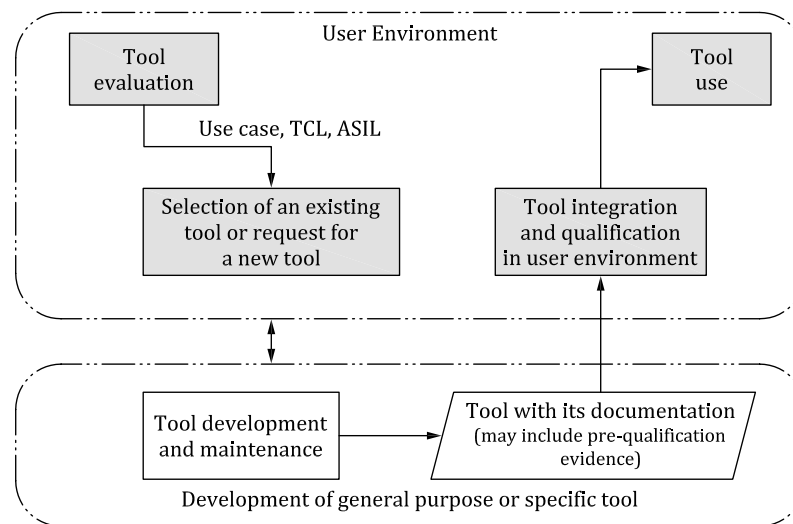 User Environment
Tool
evaluation
Tool
use
Use case, TCL, ASIL
Selection of an existing
tool or request for
a new tool
Tool integration
and qualification
in user environment
Tool development
and maintenance
Tool with its documentation
(may include pre-qualification
evidence)
Development of general purpose or specific tool